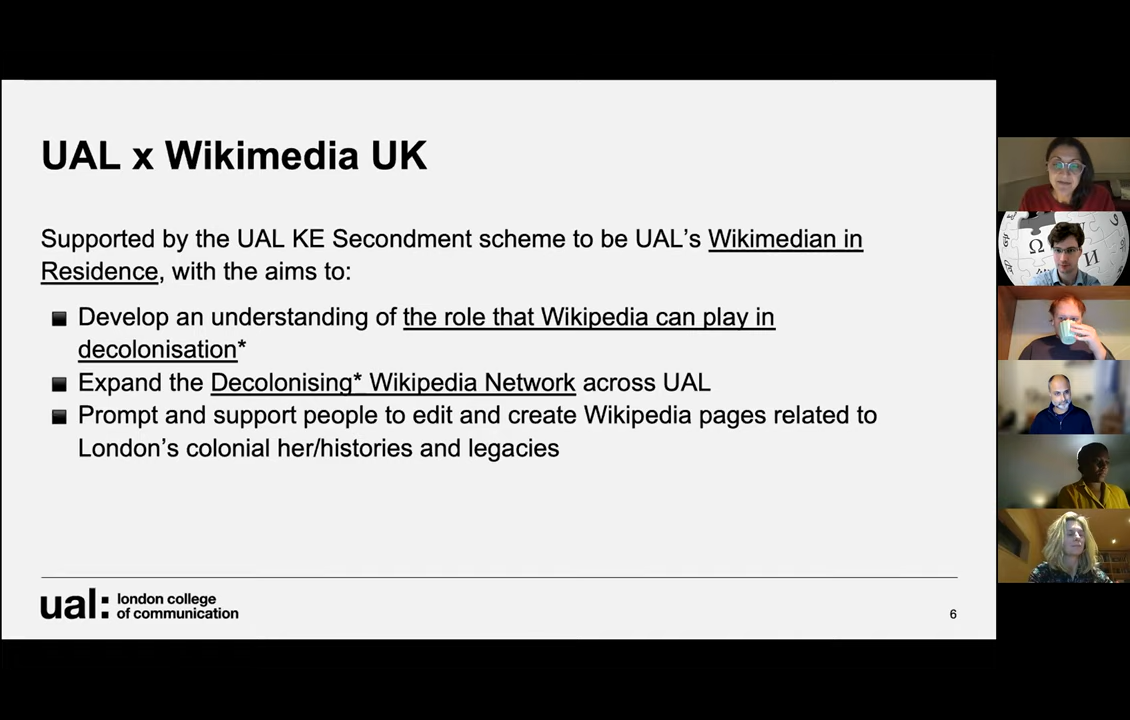 UAL x Wikimedia UK
Supported by the UAL KE Secondment scheme to be UAL’s Wikimedian in
Residence, with the aims to:
Develop an understanding of the role that Wikipedia can play in
decolonisation*
Expand the Decolonising* Wikipedia Network across UAL
Prompt and support people to edit and create Wikipedia pages related to
London’s colonial her/histories and legacies
ual: london college
of communication
6
Ω
И